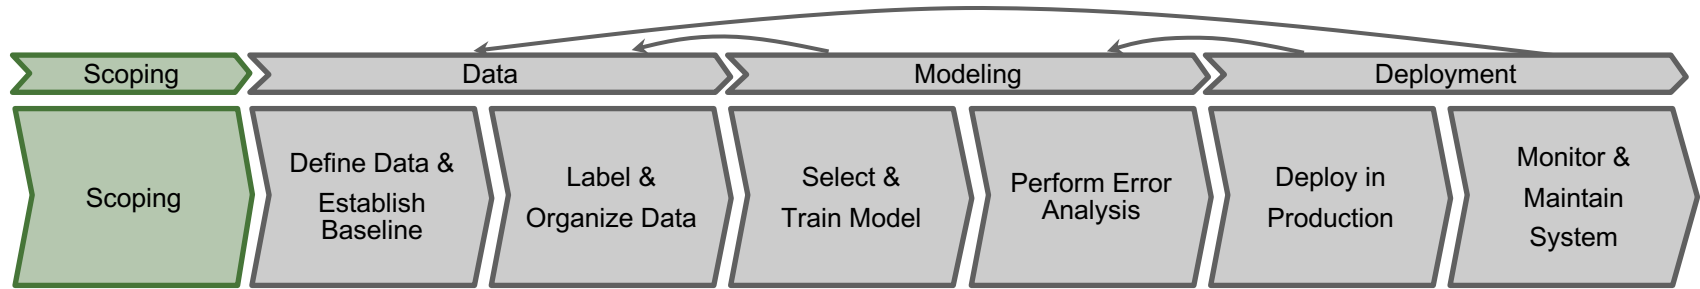 Scoping
Data
Modeling
Deployment
Scoping
Define Data &
Establish
Baseline
Label &
Organize Data
Select &
Train Model
Perform Error
Analysis
Deploy in
Production
Monitor &
Maintain
System